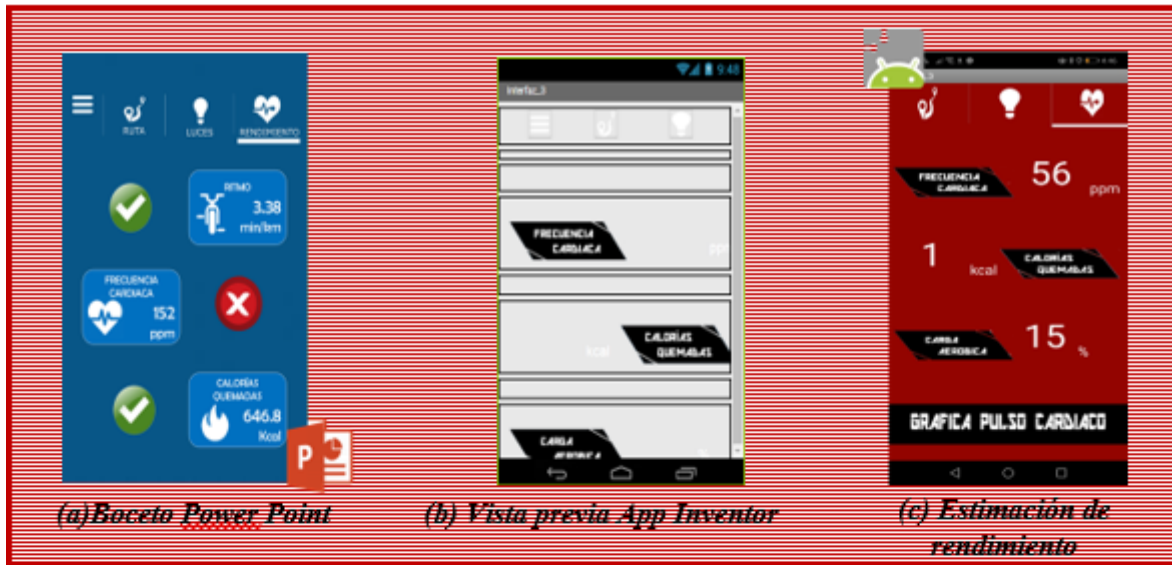 RUTA
LUCES
RENDIMIENTO
RITMO
3.38
min/km
FRECUENCIA
CARDIACA
152
ppm
CALORÍAS
QUEMADAS
646.8
Kcal
P
(a)Boceto Power Point
9:48
interfaz_3
FRECUENCIA
CARDIACA
ppm
kcal
CALORÍAS
QUEMADAS
CARGA
AEROBICA
(b) Vista previa App Inventor
FRECUENCIA
CARDIACA
56
ppm
1
kcal
CALORÍAS
QUEMADAS
CARGA
AEROBICA
15
%
GRAFICA PULSO CARDIACO
(c) Estimación de
rendimiento